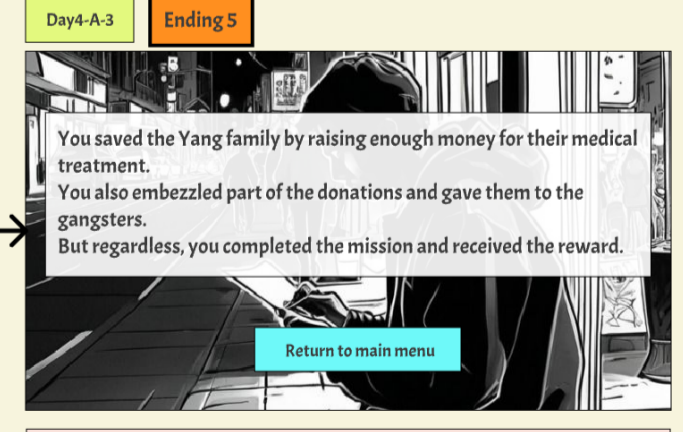 Day4-A-3
Ending 5
You saved the Yang family by raising enough money for their medical
treatment.
You also embezzled part of the donations and gave them to the
gangsters.
But regardless, you completed the mission and received the reward.
Return to main menu